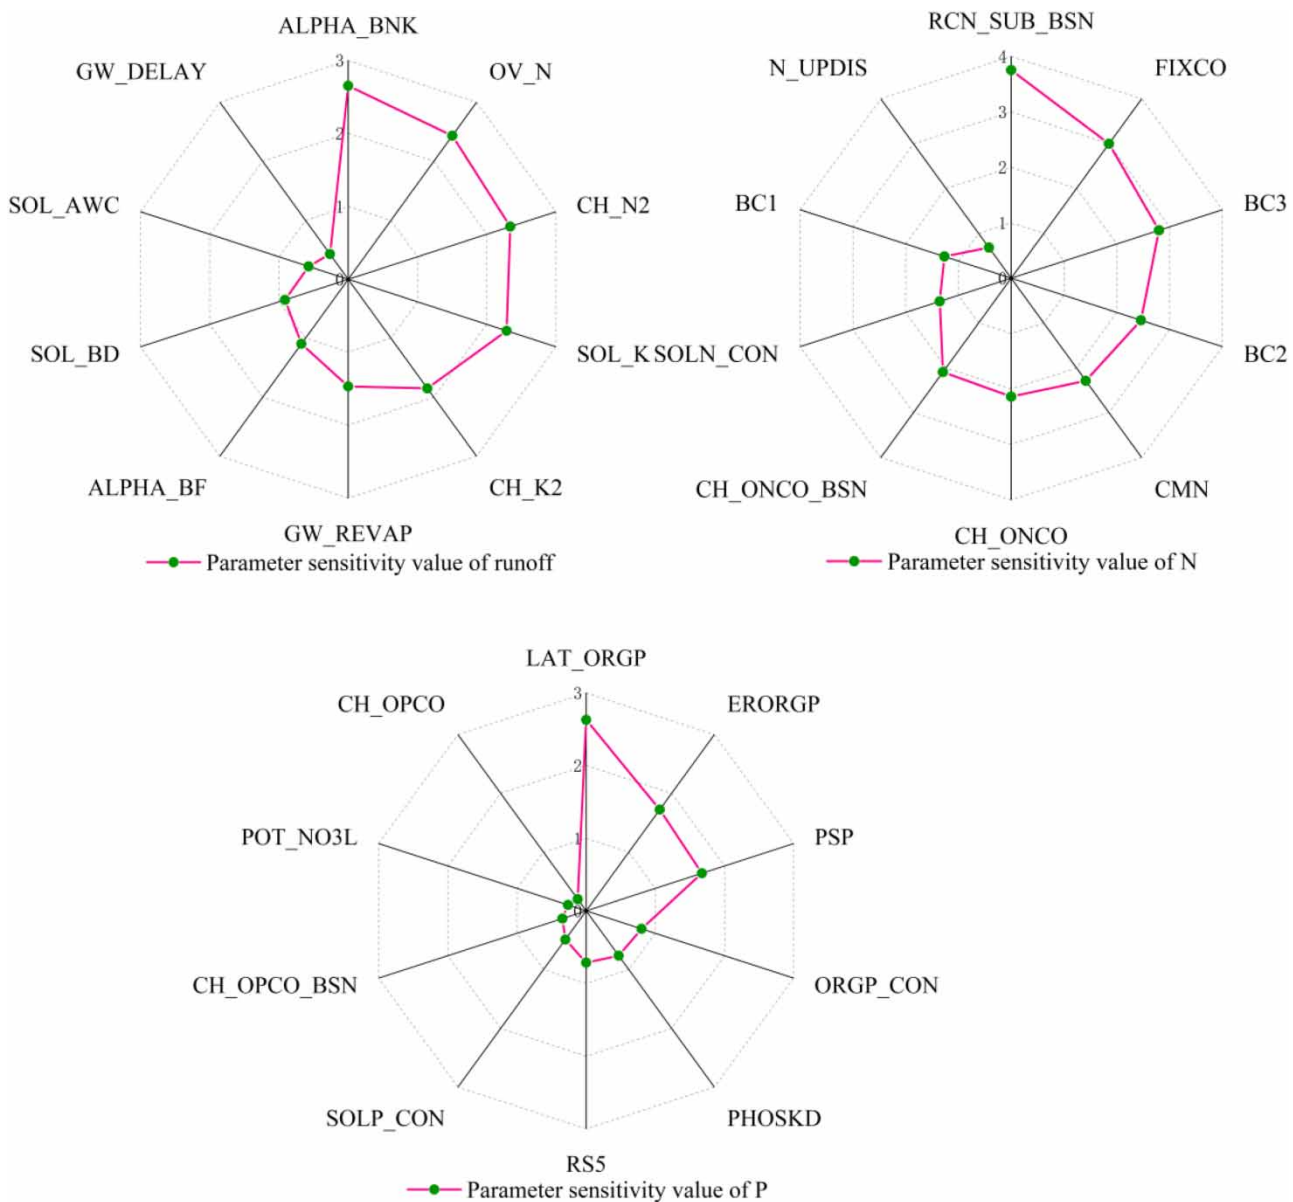 ALPHA_BNK
GW_DELAY
OV_N
SOL_AWC
CH_N2
SOL_BD
SOL_K
ALPHA_BF
CH_K2
GW_REVAP
3
2
1
0
Parameter sensitivity value of runoff
RCN_SUB_BSN
N_UPDIS
FIXCO
BC1
BC3
SOLN_CON
BC2
CH_ONCO_BSN
CMN
CH_ONCO
4
3
2
1
0
Parameter sensitivity value of N
LAT_ORGP
CH_OPCO
ERORGP
POT_NO3L
PSP
CH_OPCO_BSN
ORGP_CON
SOLP_CON
PHOSKD
RS5
3
2
1
0
Parameter sensitivity value of P